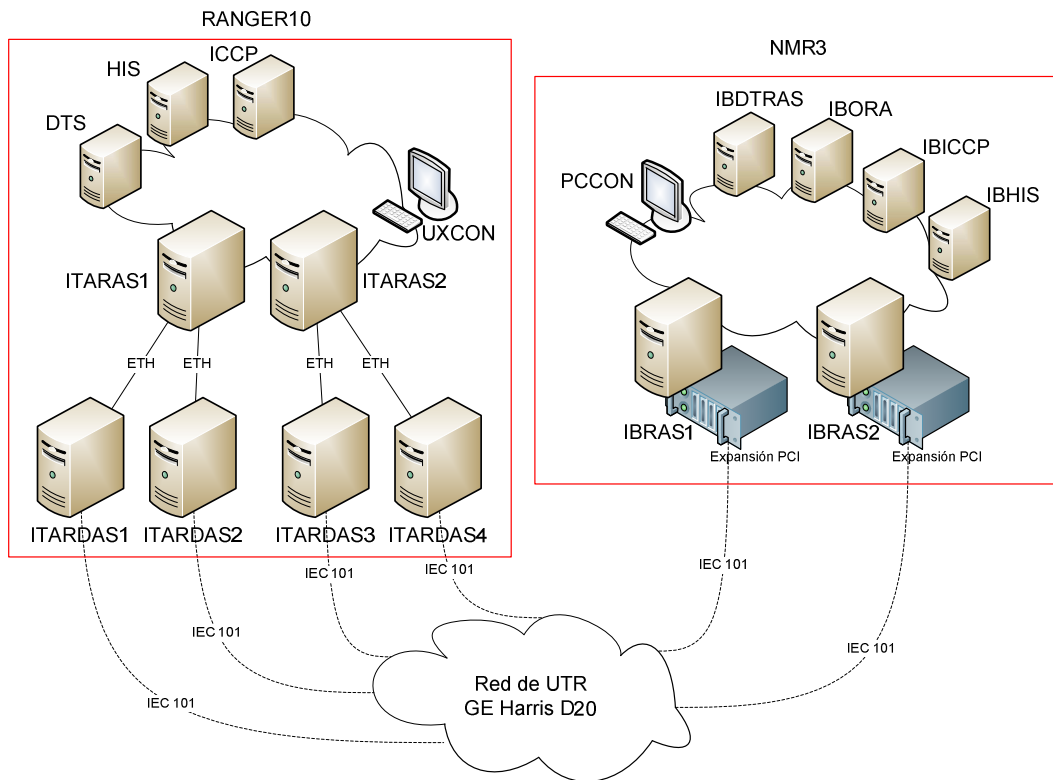 RANGER10
NMR3
ICCP
HIS
DTS
UXCON
ITARAS1
ITARAS2
ETH
ETH
ETH
ETH
ITARDAS1
ITARDAS2
ITARDAS3
ITARDAS4
IBDTRAS
IBORA
IBICCP
IBHIS
PCCON
IBRAS1
IBRAS2
Expansión PCI
Expansión PCI
IEC 101
IEC 101
IEC 101
IEC 101
IEC 101
IEC 101
Red de UTR
GE Harris D20